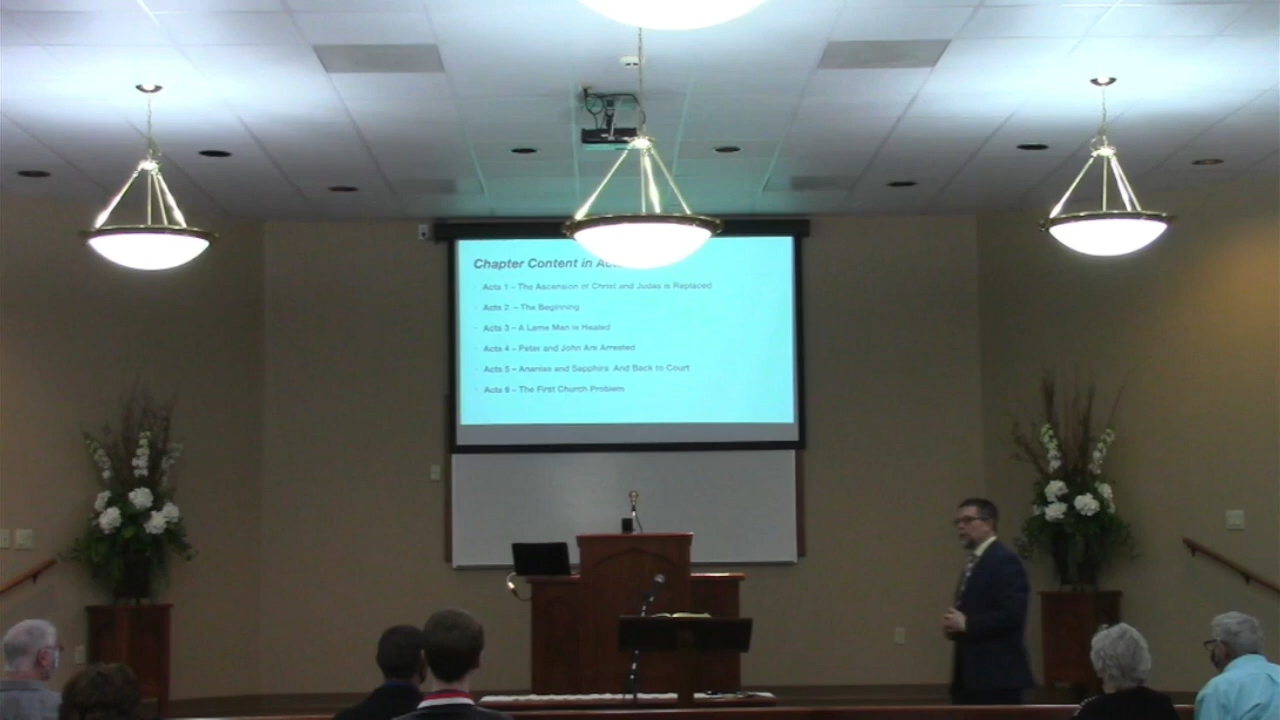 Chapter Content in Ac
Acts 1 – The Ascension of Christ and Judas is Replaced
Acts 2 – The Beginning
Acts 3 – A Lame Man is Healed
Acts 4 – Peter and John Are Arrested
Acts 5 – Ananias and Sapphira And Back to Court
Acts 6 – The First Church Problem